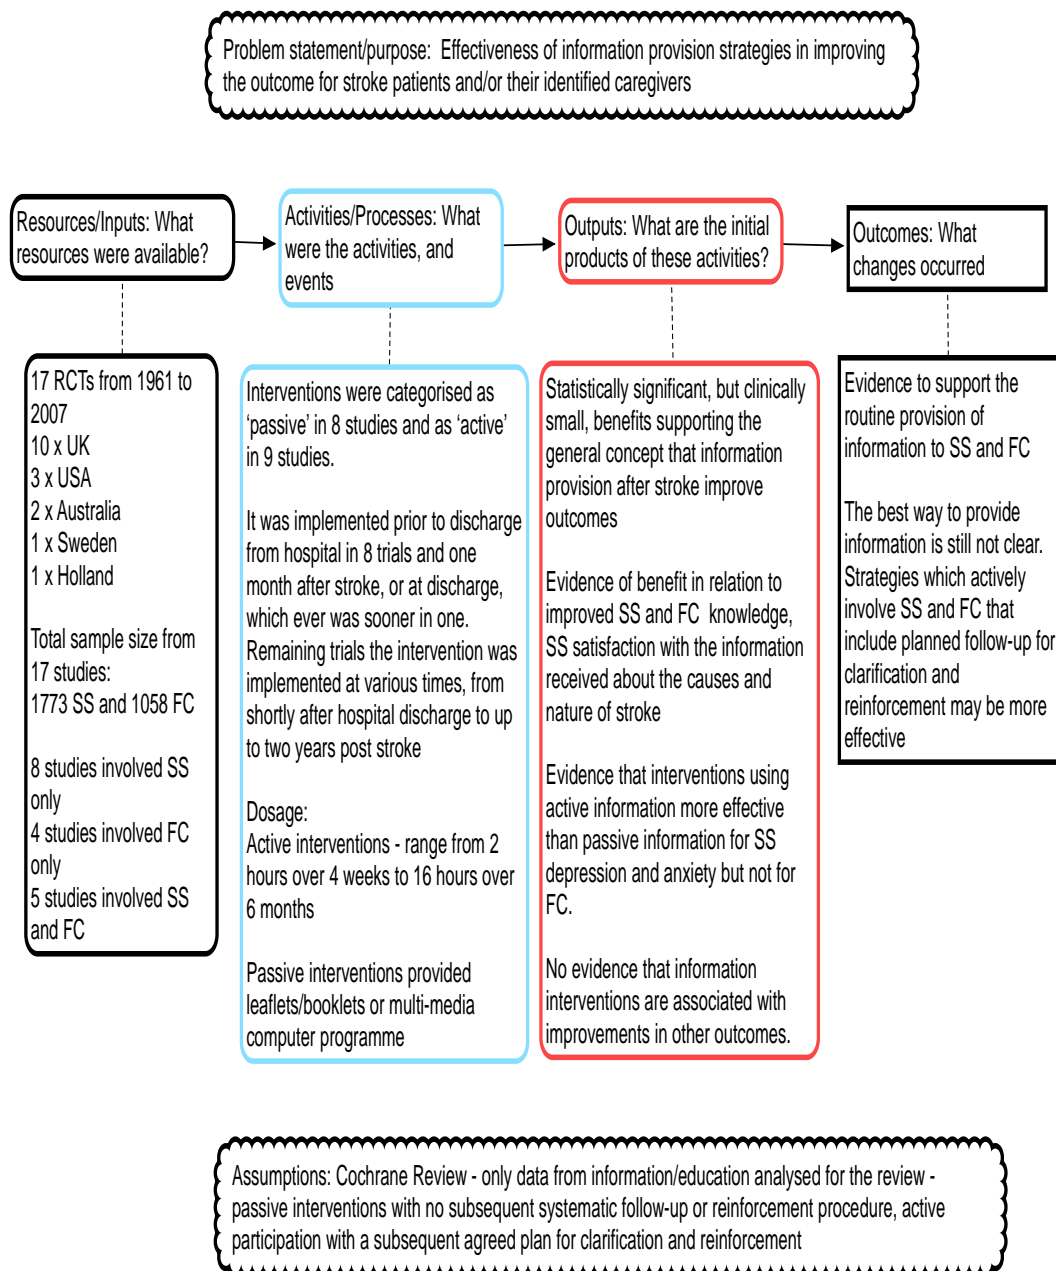 Problem statement/purpose:  Effectiveness of information provision strategies in improving
the outcome for stroke patients and/or their identified caregivers
Resources/Inputs: What
resources were available?
Activities/Processes: What
were the activities, and
events
Outputs: What are the initial
products of these activities?
Outcomes: What
changes occurred
17 RCTs from 1961 to
2007
10 x UK
3 x USA
2 x Australia
1 x Sweden
1 x Holland
Total sample size from
17 studies:
1773 SS and 1058 FC
8 studies involved SS
only
4 studies involved FC
only
5 studies involved SS
and FC
Interventions were categorised as
‘passive’ in 8 studies and as ‘active’
in 9 studies.
It was implemented prior to discharge
from hospital in 8 trials and one
month after stroke, or at discharge,
which ever was sooner in one.
Remaining trials the intervention was
implemented at various times, from
shortly after hospital discharge to up
to two years post stroke
Dosage:
Active interventions - range from 2
hours over 4 weeks to 16 hours over
6 months
Passive interventions provided
leaflets/booklets or multi-media
computer programme
Statistically significant, but clinically
small, benefits supporting the
general concept that information
provision after stroke improve
outcomes
Evidence of benefit in relation to
improved SS and FC  knowledge,
SS satisfaction with the information
received about the causes and
nature of stroke
Evidence that interventions using
active information more effective
than passive information for SS
depression and anxiety but not for
FC.
No evidence that information
interventions are associated with
improvements in other outcomes.
Evidence to support the
routine provision of
information to SS and FC
The best way to provide
information is still not clear.
Strategies which actively
involve SS and FC that
include planned follow-up for
clarification and
reinforcement may be more
effective
Assumptions: Cochrane Review - only data from information/education analysed for the review -
passive interventions with no subsequent systematic follow-up or reinforcement procedure, active
participation with a subsequent agreed plan for clarification and reinforcement